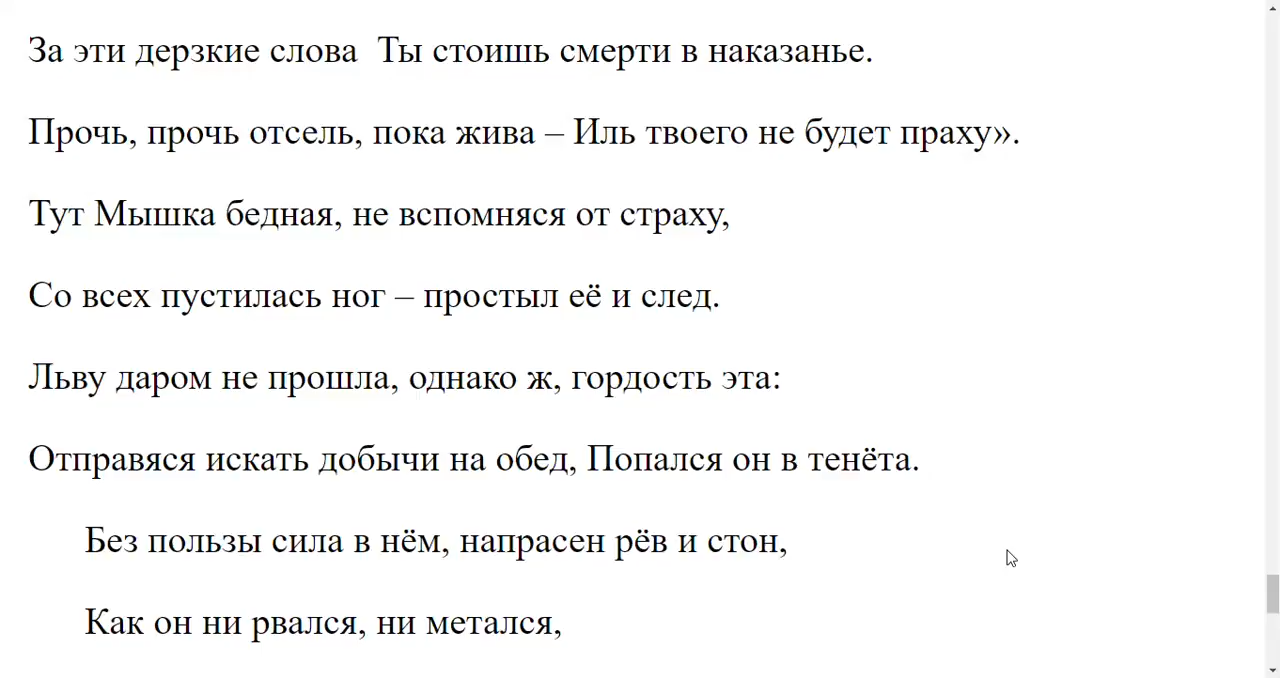 За эти дерзкие слова  Ты стоишь смерти в наказанье.
Прочь, прочь отсель, пока жива – Иль твоего не будет праху».
Тут Мышка бедная, не вспомняся от страху,
Со всех пустилась ног – простыл её и след.
Льву даром не прошла, однако ж, гордость эта:
Отправяся искать добычи на обед, Попался он в тенёта.
Без пользы сила в нём, напрасен рёв и стон,
Как он ни рвался, ни метался,